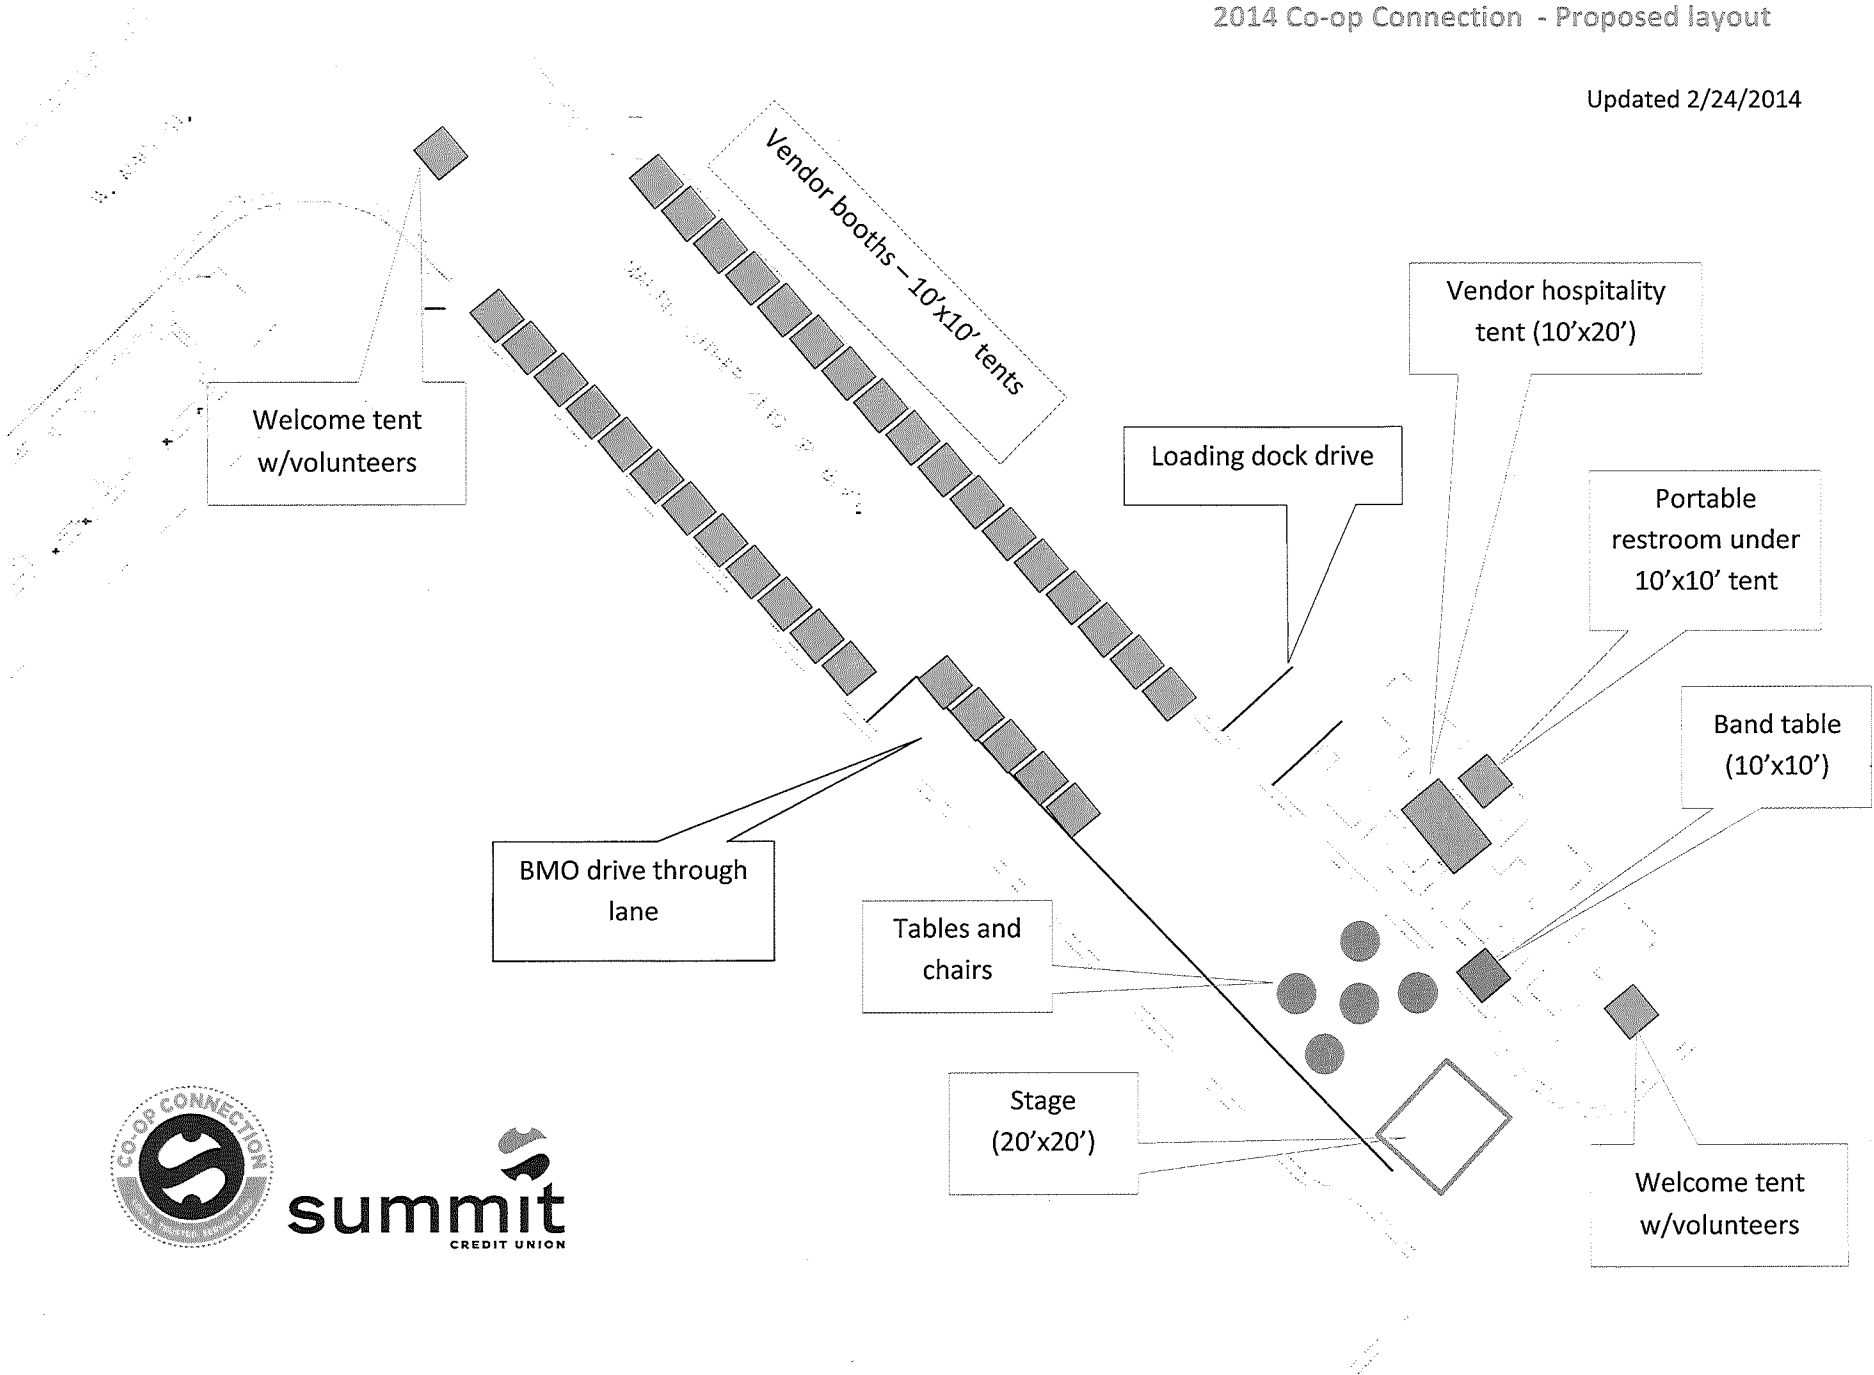 2014 Co-op Connection - Proposed layout
Updated 2/24/2014
Vendor booths – 10'x10' tents
Vendor hospitality
tent (10'x20')
Welcome tent
w/volunteers
Loading dock drive
Portable
restroom under
10'x10' tent
Band table
(10'x10')
BMO drive through
lane
Tables and
chairs
Stage
(20'x20')
Welcome tent
w/volunteers
CO-OP CONNECTION
summit
CREDIT UNION